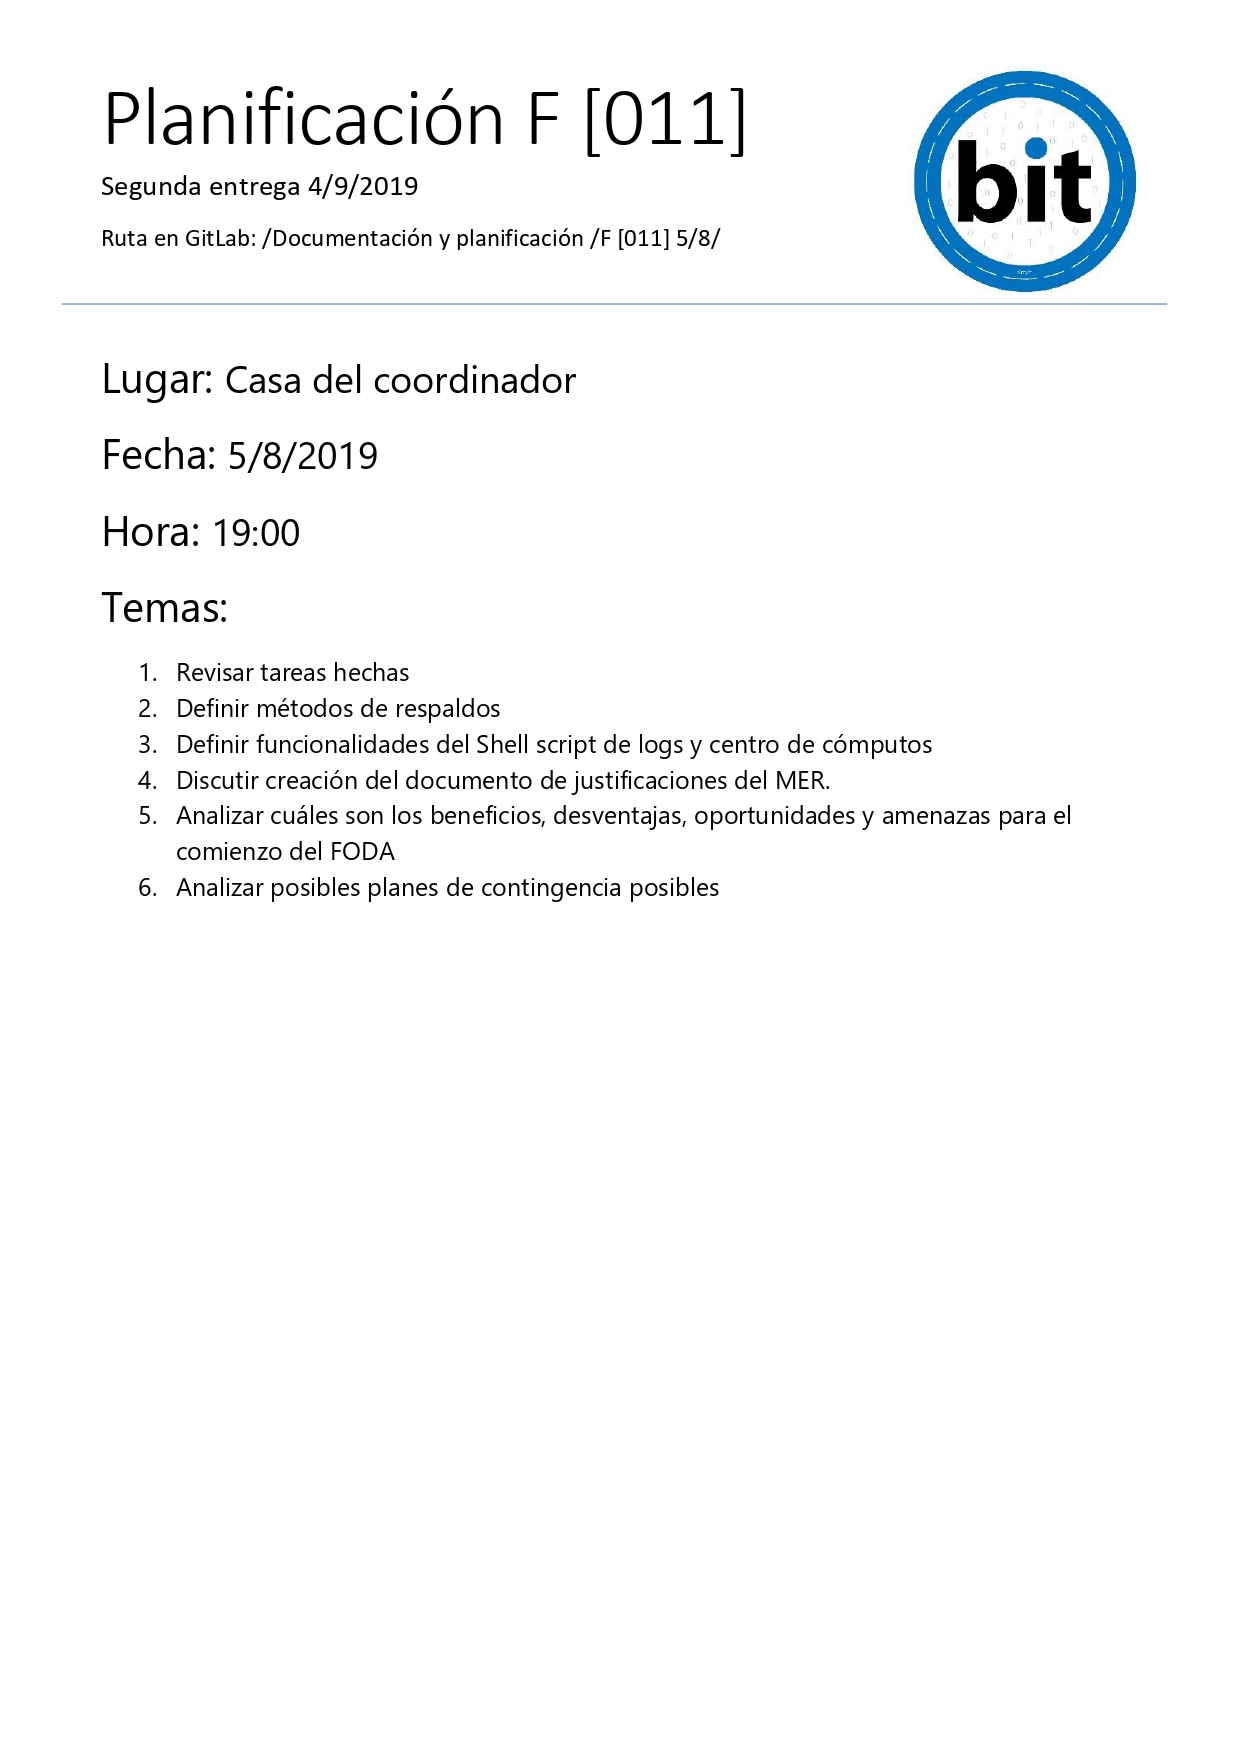 Planificación F [011]
Segunda entrega 4/9/2019
Ruta en GitLab: /Documentación y planificación /F [011] 5/8/
bit
Lugar: Casa del coordinador
Fecha: 5/8/2019
Hora: 19:00
Temas:
1. Revisar tareas hechas
2. Definir métodos de respaldos
3. Definir funcionalidades del Shell script de logs y centro de cómputos
4. Discutir creación del documento de justificaciones del MER.
5. Analizar cuáles son los beneficios, desventajas, oportunidades y amenazas para el
comienzo del FODA
6. Analizar posibles planes de contingencia posibles